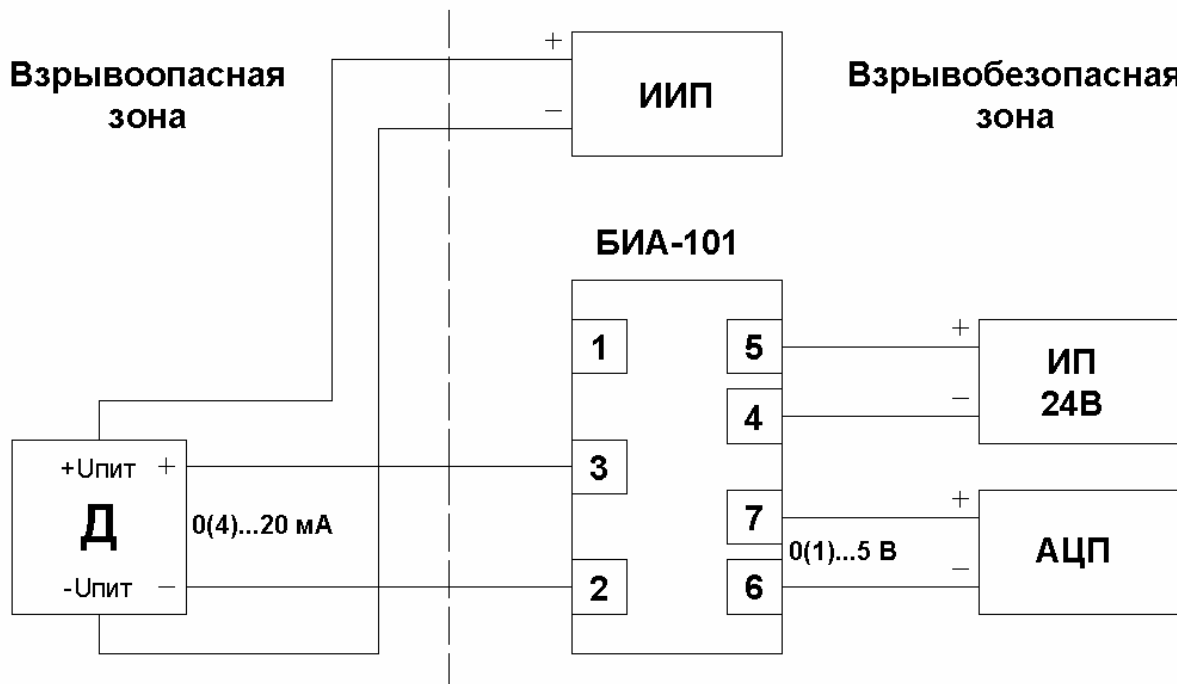 Взрывоопасная
зона
+
−
ИИП
Взрывобезопасная
зона
БИА-101
1
3
2
5
4
7
6
+Uпит +
Д
-Uпит −
0(4)...20 мА
0(1)...5 В
+
−
ИП
24В
+
−
АЦП